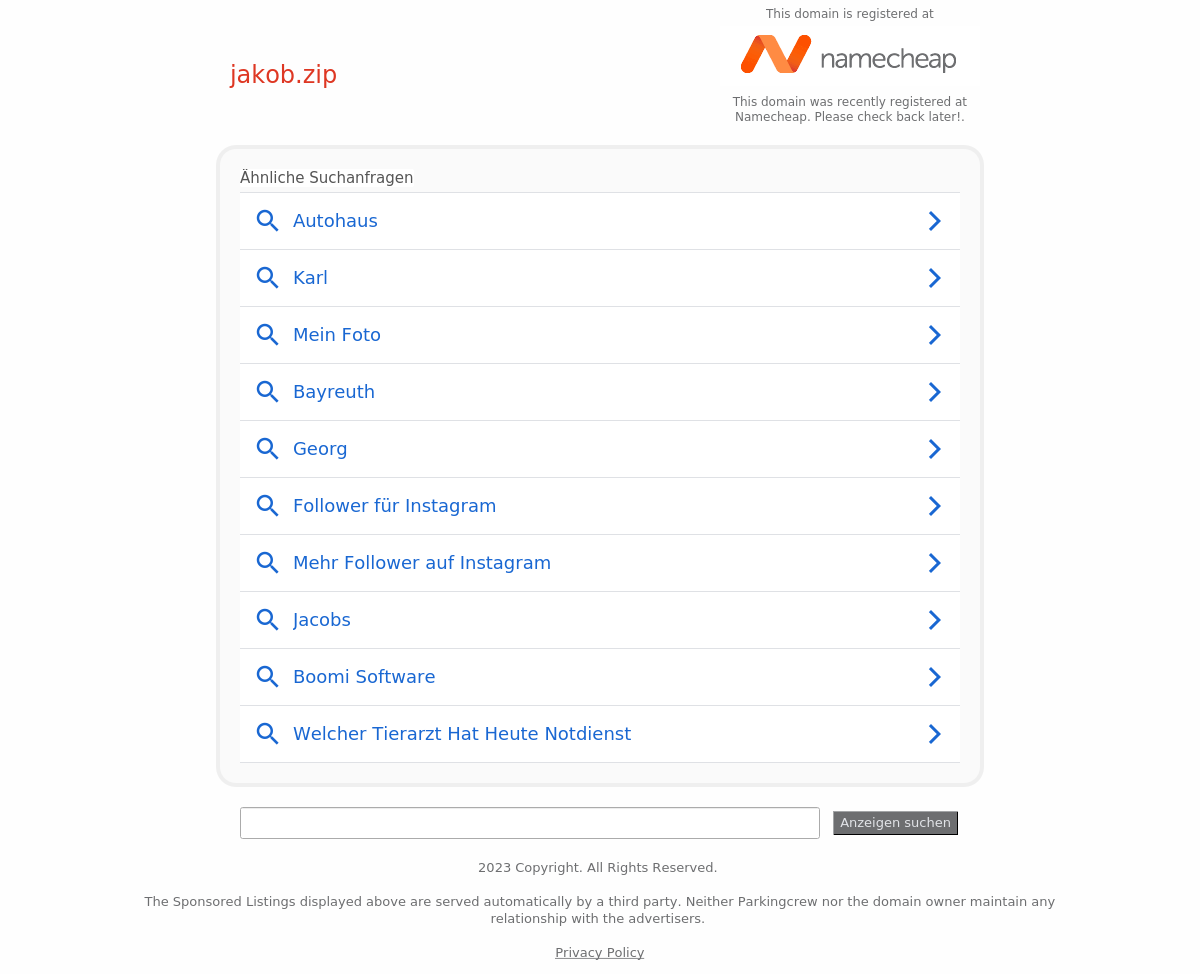 This domain is registered at
namecheap
jakob.zip
This domain was recently registered at
Namecheap. Please check back later!.
Ähnliche Suchanfragen
Autohaus
Karl
Mein Foto
Bayreuth
Georg
Follower für Instagram
Mehr Follower auf Instagram
Jacobs
Boomi Software
Welcher Tierarzt Hat Heute Notdienst
Anzeigen suchen
2023 Copyright. All Rights Reserved.
The Sponsored Listings displayed above are served automatically by a third party. Neither Parkingcrew nor the domain owner maintain any
relationship with the advertisers.
Privacy Policy